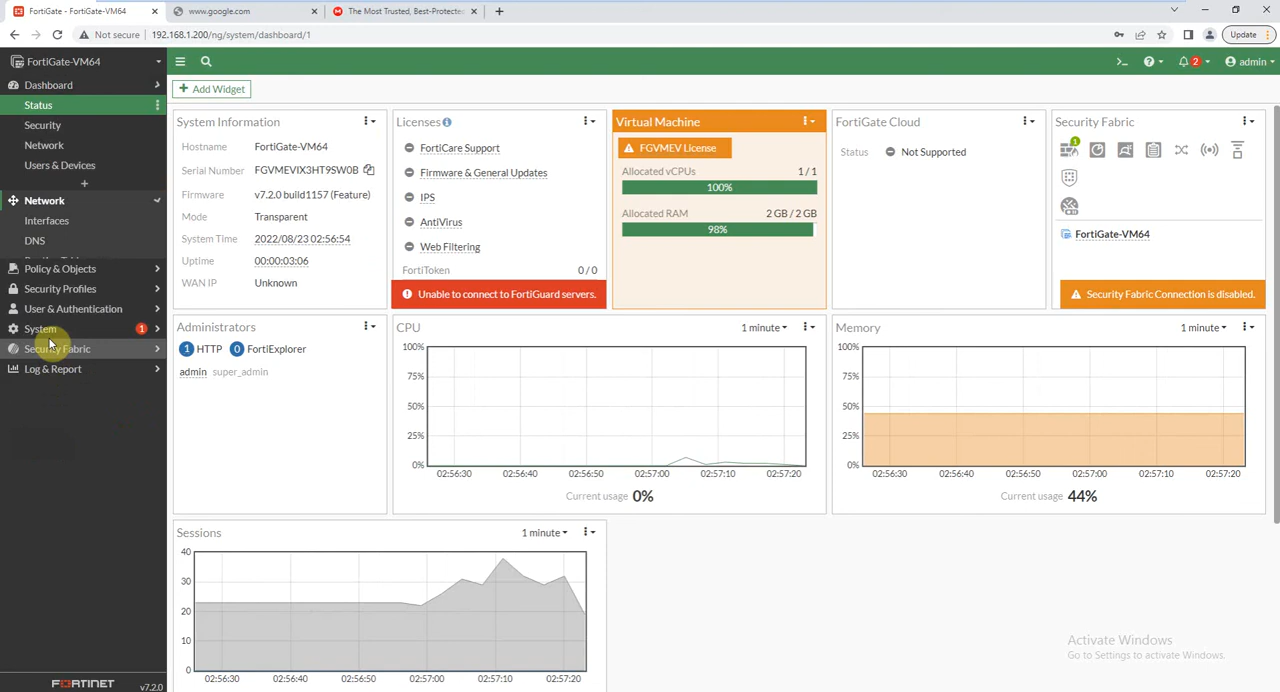 FortiGate - FortiGate-VM64
www.google.com
The Most Trusted, Best-Protecte
Not secure
192.168.1.200/ng/system/dashboard/1
Update
FortiGate-VM64
2
admin
Dashboard
Status
Security
Network
Users & Devices
Network
Interfaces
DNS
Policy & Objects
Security Profiles
User & Authentication
System
1
Security Fabric
Log & Report
FORTINET
v7.2.0
Add Widget
System Information
Hostname FortiGate-VM64
Serial Number FGVMEVIX3HT9SW0B
Firmware v7.2.0 build1157 (Feature)
Mode Transparent
System Time 2022/08/23 02:56:54
Uptime 00:00:03:06
WAN IP Unknown
Licenses
FortiCare Support
Firmware & General Updates
IPS
AntiVirus
Web Filtering
FortiToken 0 / 0
Unable to connect to FortiGuard servers.
Virtual Machine
FGVMEV License
Allocated vCPUs 1 / 1
100%
Allocated RAM 2 GB / 2 GB
98%
FortiGate Cloud
Status Not Supported
Security Fabric
1
FortiGate-VM64
Security Fabric Connection is disabled.
Administrators
1 HTTP 0 FortiExplorer
admin super_admin
CPU 1 minute
100%
75%
50%
25%
0%
02:56:30 02:56:40 02:56:50 02:57:00 02:57:10 02:57:20
Current usage 0%
Memory 1 minute
100%
75%
50%
25%
0%
02:56:30 02:56:40 02:56:50 02:57:00 02:57:10 02:57:20
Current usage 44%
Sessions 1 minute
40
30
20
10
0
02:56:30 02:56:40 02:56:50 02:57:00 02:57:10 02:57:20
Activate Windows
Go to Settings to activate Windows.